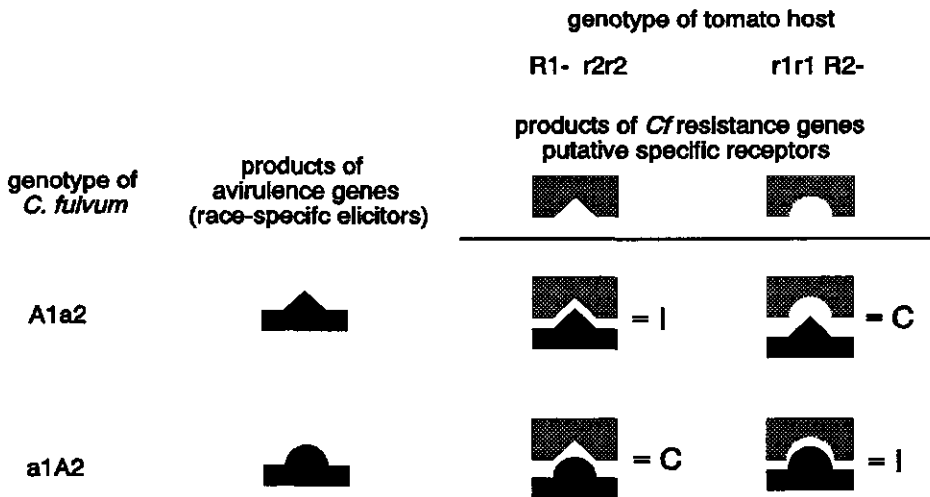 genotype of tomato host
R1- r2r2
r1r1 R2-
products of Cf resistance genes
putative specific receptors
genotype of
C. fulvum
products of
avirulence genes
(race-specifc elicitors)
A1a2
= I
= C
a1A2
= C
= I